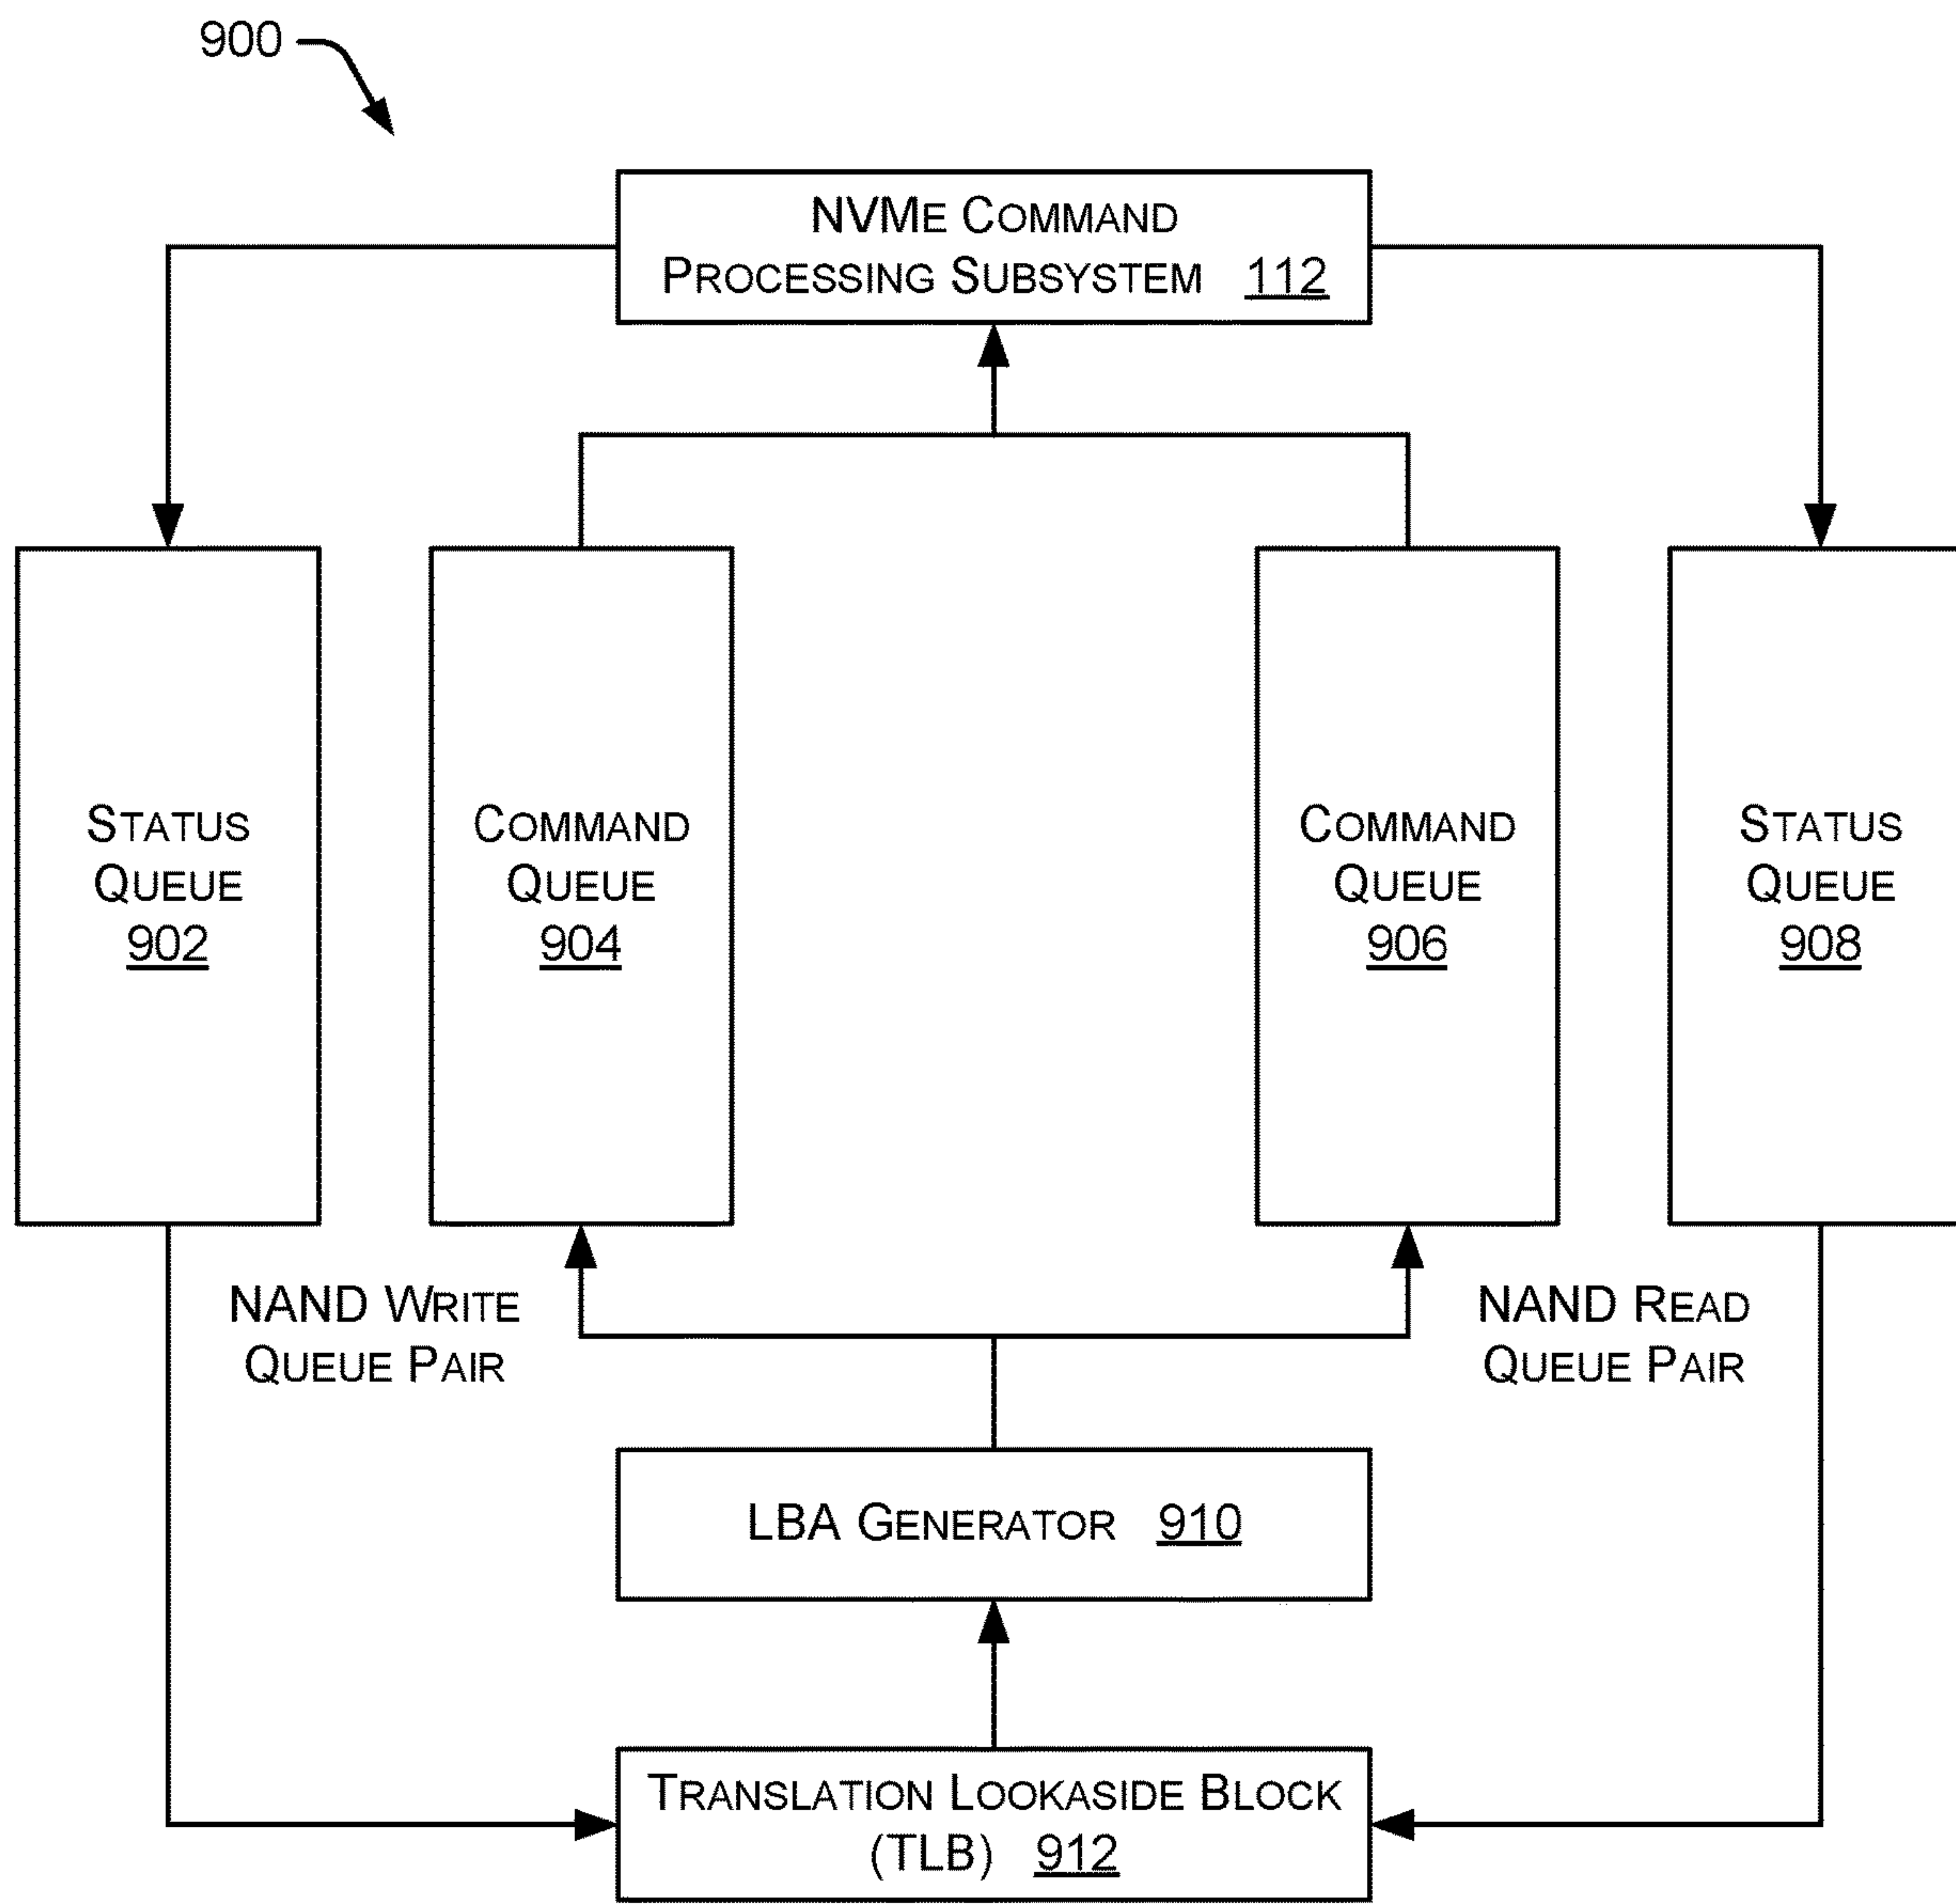 900
NVMe Command
Processing Subsystem 112
Status
Queue
902
Command
Queue
904
Command
Queue
906
Status
Queue
908
NAND Write
Queue Pair
NAND Read
Queue Pair
LBA Generator 910
Translation Lookaside Block
(TLB) 912